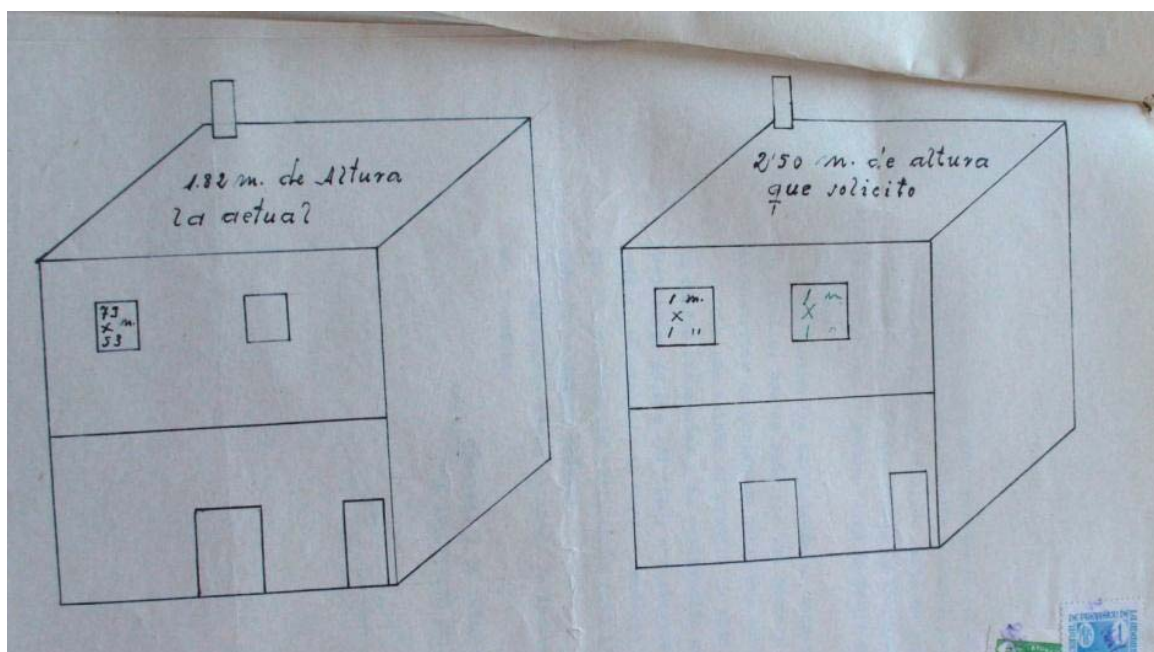 1.82 m. de Altura
la actual
73
x m.
53
2,50 m. de altura
que solicito
1 m.
X
1 "
1 m
X
1 "